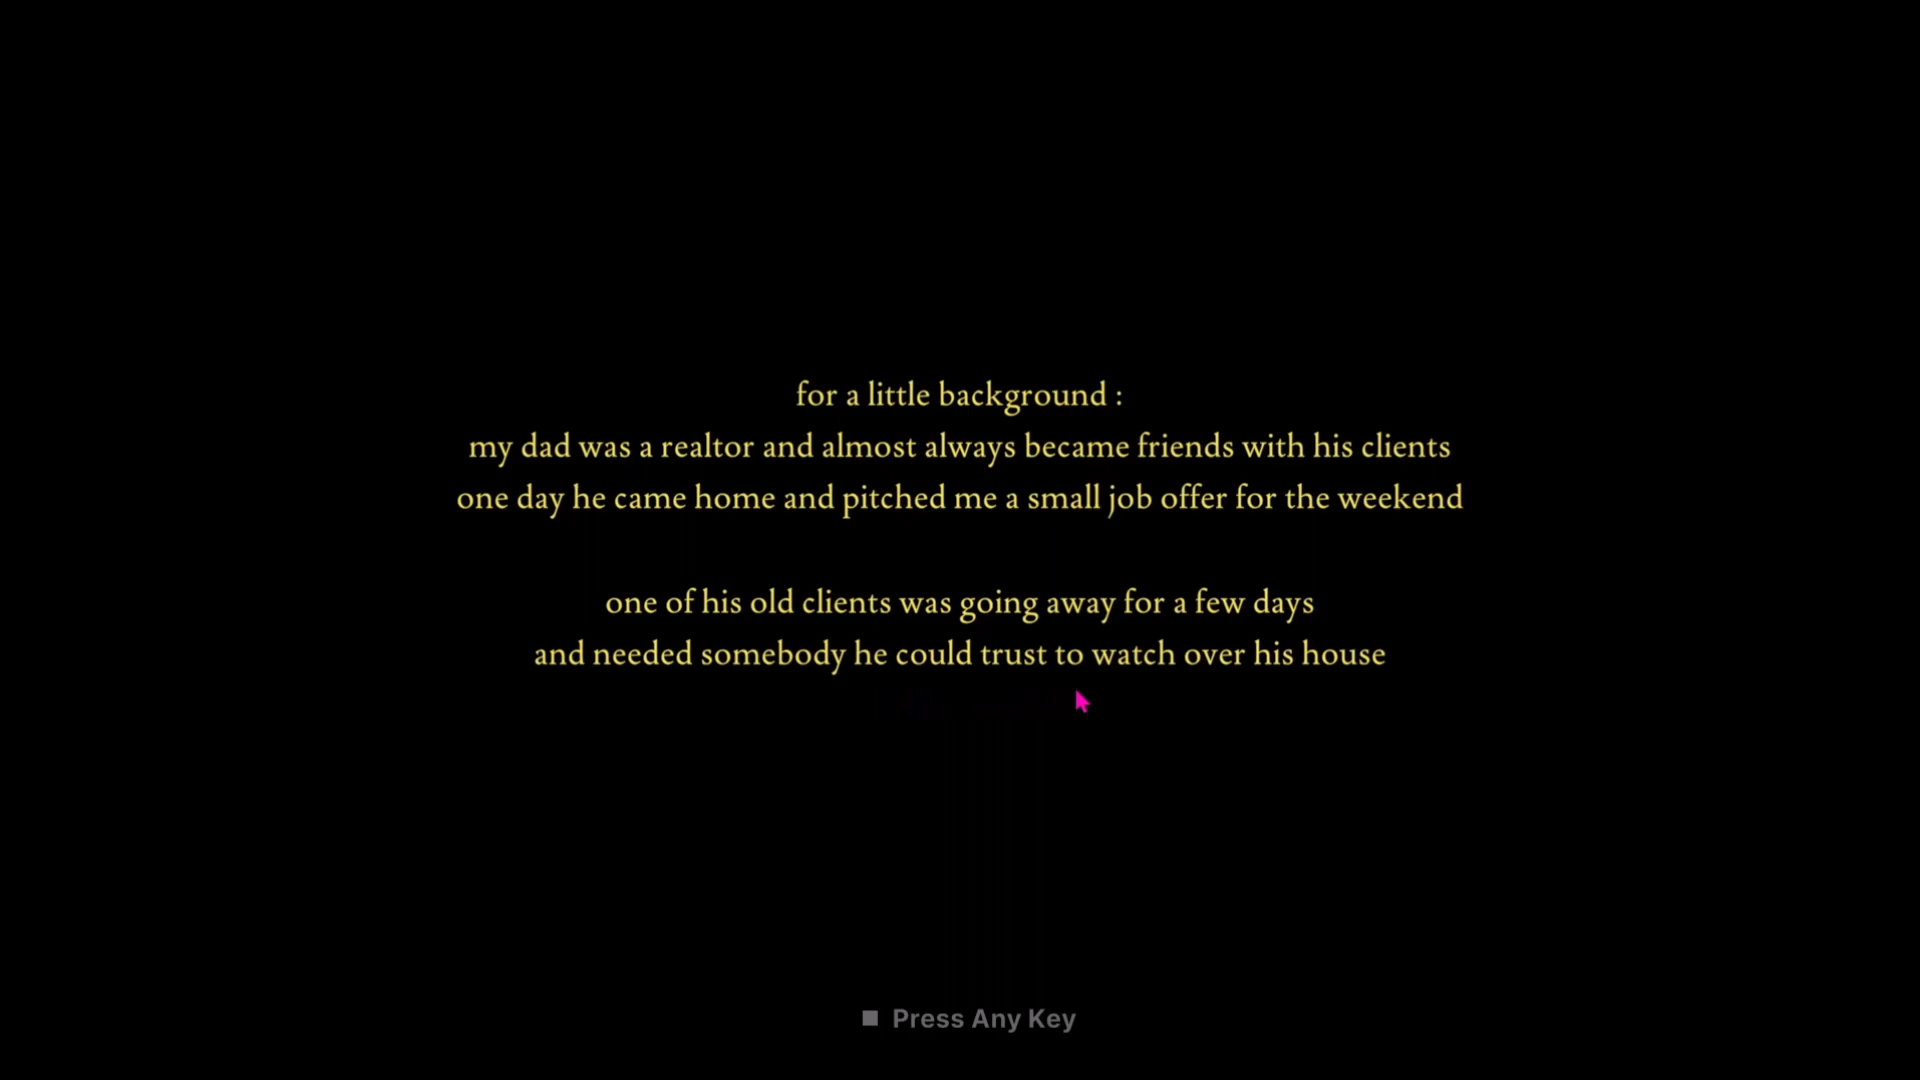 for a little background :
my dad was a realtor and almost always became friends with his clients
one day he came home and pitched me a small job offer for the weekend
one of his old clients was going away for a few days
and needed somebody he could trust to watch over his house
Press Any Key